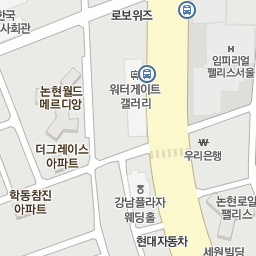 한국
사회관
로보위즈
H
임피리얼
팰리스서울
논현월드
메르디앙
워터게이트
갤러리
더그레이스
아파트
₩
우리은행
학동참진
아파트
강남플라자
웨딩홀
논현로얄
팰리스
현대자동차
세원빌딩